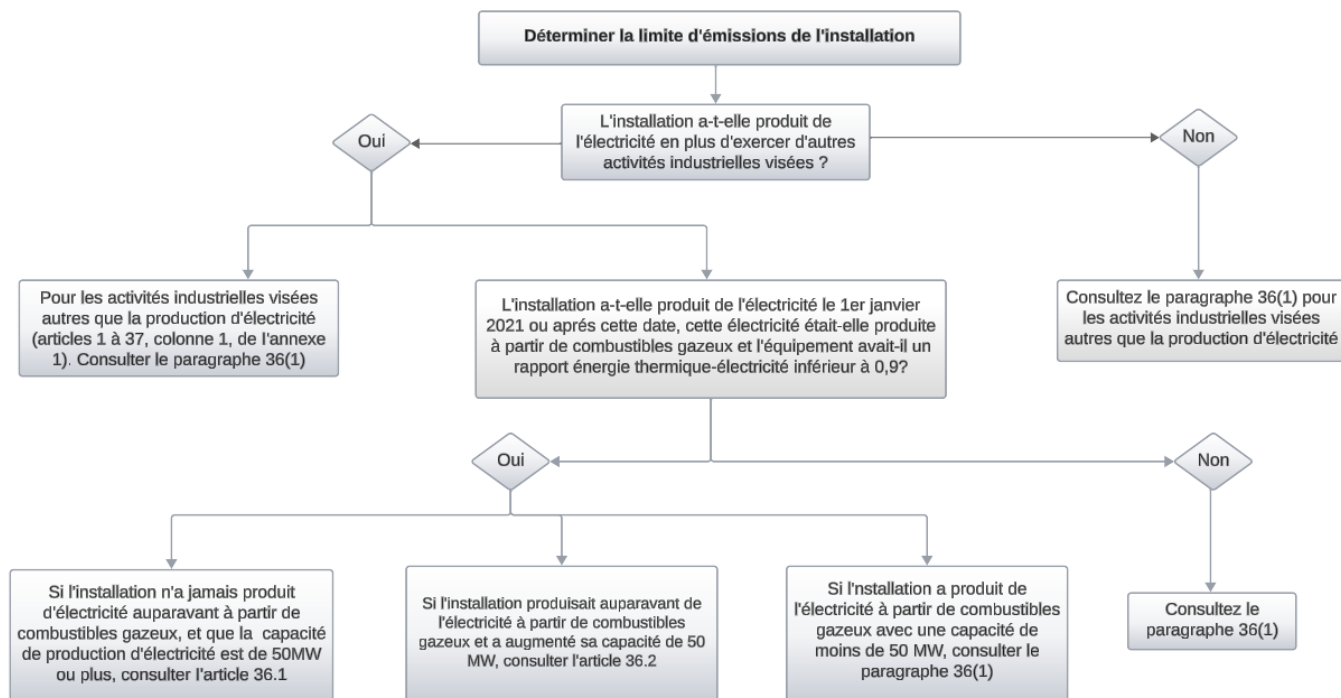 Déterminer la limite d'émissions de l'installation
L'installation a-t-elle produit de
l'électricité en plus d'exercer d'autres
activités industrielles visées ?
Oui
Non
Pour les activités industrielles visées
autres que la production d'électricité
(articles 1 à 37, colonne 1, de l'annexe
1). Consulter le paragraphe 36(1)
L'installation a-t-elle produit de l'électricité le 1er janvier
2021 ou aprés cette date, cette électricité était-elle produite
à partir de combustibles gazeux et l'équipement avait-il un
rapport énergie thermique-électricité inférieur à 0,9?
Consultez le paragraphe 36(1) pour
les activités industrielles visées
autres que la production d'électricité
Oui
Non
Si l'installation n'a jamais produit
d'électricité auparavant à partir de
combustibles gazeux, et que la capacité
de production d'électricité est de 50MW
ou plus, consulter l'article 36.1
Si l'installation produisait auparavant de
l'électricité à partir de combustibles
gazeux et a augmenté sa capacité de 50
MW, consulter l'article 36.2
Si l'nstallation a produit de
l'électricité à partir de combustibles
gazeux avec une capacité de
moins de 50 MW, consulter le
paragraphe 36(1)
Consultez le
paragraphe 36(1)